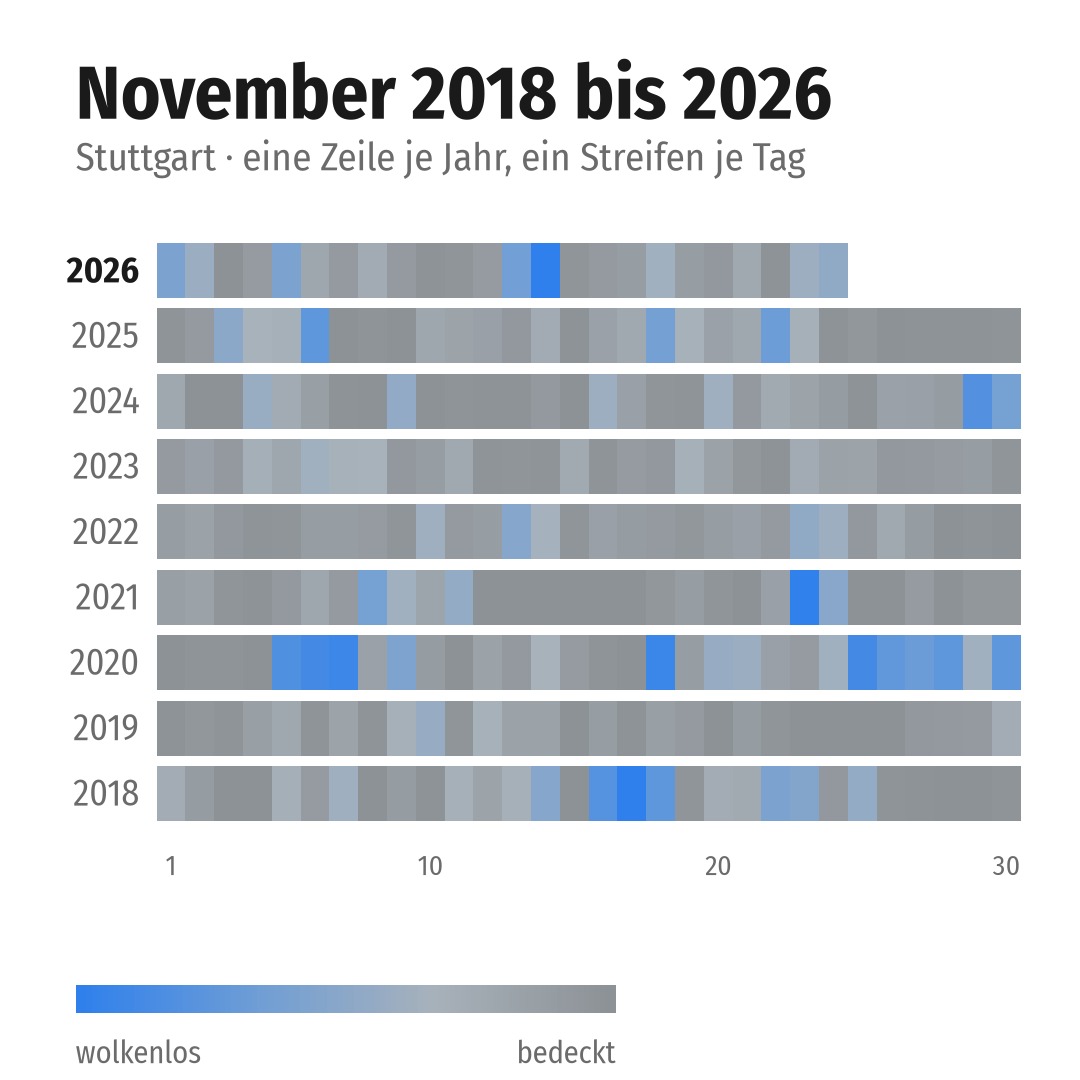 November 2018 bis 2026
Stuttgart · eine Zeile je Jahr, ein Streifen je Tag
2026
2025
2024
2023
2022
2021
2020
2019
2018
1 10 20 30
wolkenlos bedeckt